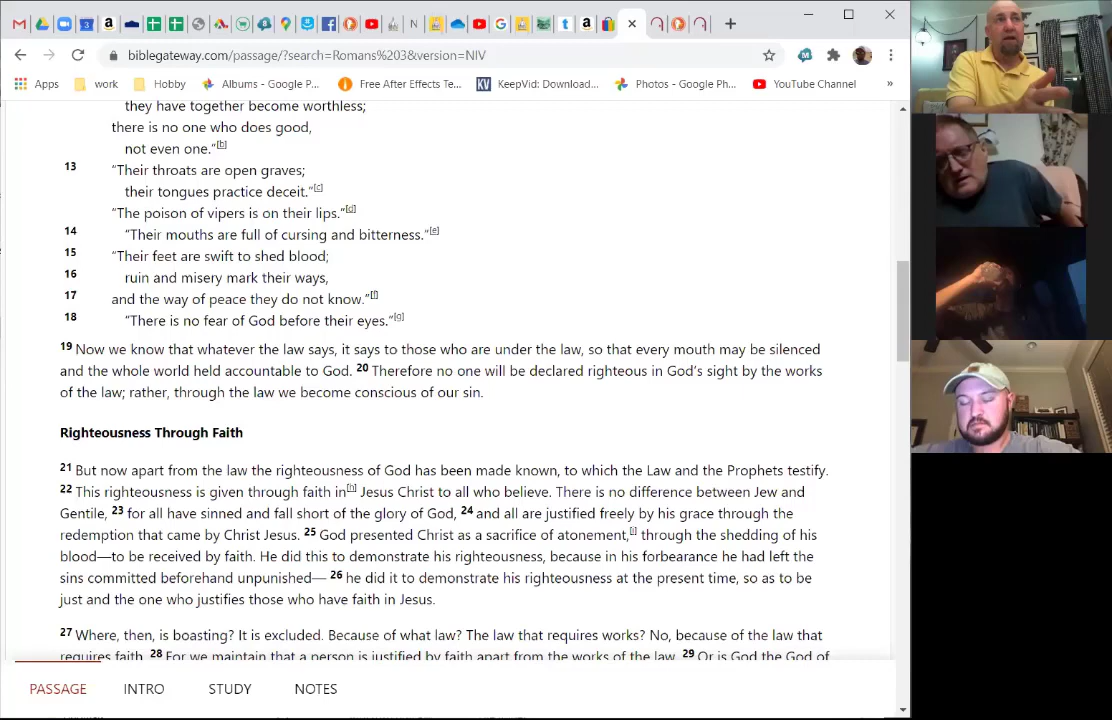 biblegateway.com/passage/?search=Romans%203&version=NIV
Apps work Hobby Albums - Google P... Free After Effects Te... KeepVid: Download... Photos - Google Ph... YouTube Channel »
they have together become worthless;
there is no one who does good,
not even one.”[b]
13 “Their throats are open graves;
their tongues practice deceit.”[c]
“The poison of vipers is on their lips.”[d]
14 “Their mouths are full of cursing and bitterness.”[e]
15 “Their feet are swift to shed blood;
16 ruin and misery mark their ways,
17 and the way of peace they do not know.”[f]
18 “There is no fear of God before their eyes.”[g]
19 Now we know that whatever the law says, it says to those who are under the law, so that every mouth may be silenced
and the whole world held accountable to God. 20 Therefore no one will be declared righteous in God’s sight by the works
of the law; rather, through the law we become conscious of our sin.
Righteousness Through Faith
21 But now apart from the law the righteousness of God has been made known, to which the Law and the Prophets testify.
22 This righteousness is given through faith in[h] Jesus Christ to all who believe. There is no difference between Jew and
Gentile, 23 for all have sinned and fall short of the glory of God, 24 and all are justified freely by his grace through the
redemption that came by Christ Jesus. 25 God presented Christ as a sacrifice of atonement,[i] through the shedding of his
blood—to be received by faith. He did this to demonstrate his righteousness, because in his forbearance he had left the
sins committed beforehand unpunished— 26 he did it to demonstrate his righteousness at the present time, so as to be
just and the one who justifies those who have faith in Jesus.
27 Where, then, is boasting? It is excluded. Because of what law? The law that requires works? No, because of the law that
requires faith. 28 For we maintain that a person is justified by faith apart from the works of the law. 29 Or is God the God of
PASSAGE INTRO STUDY NOTES